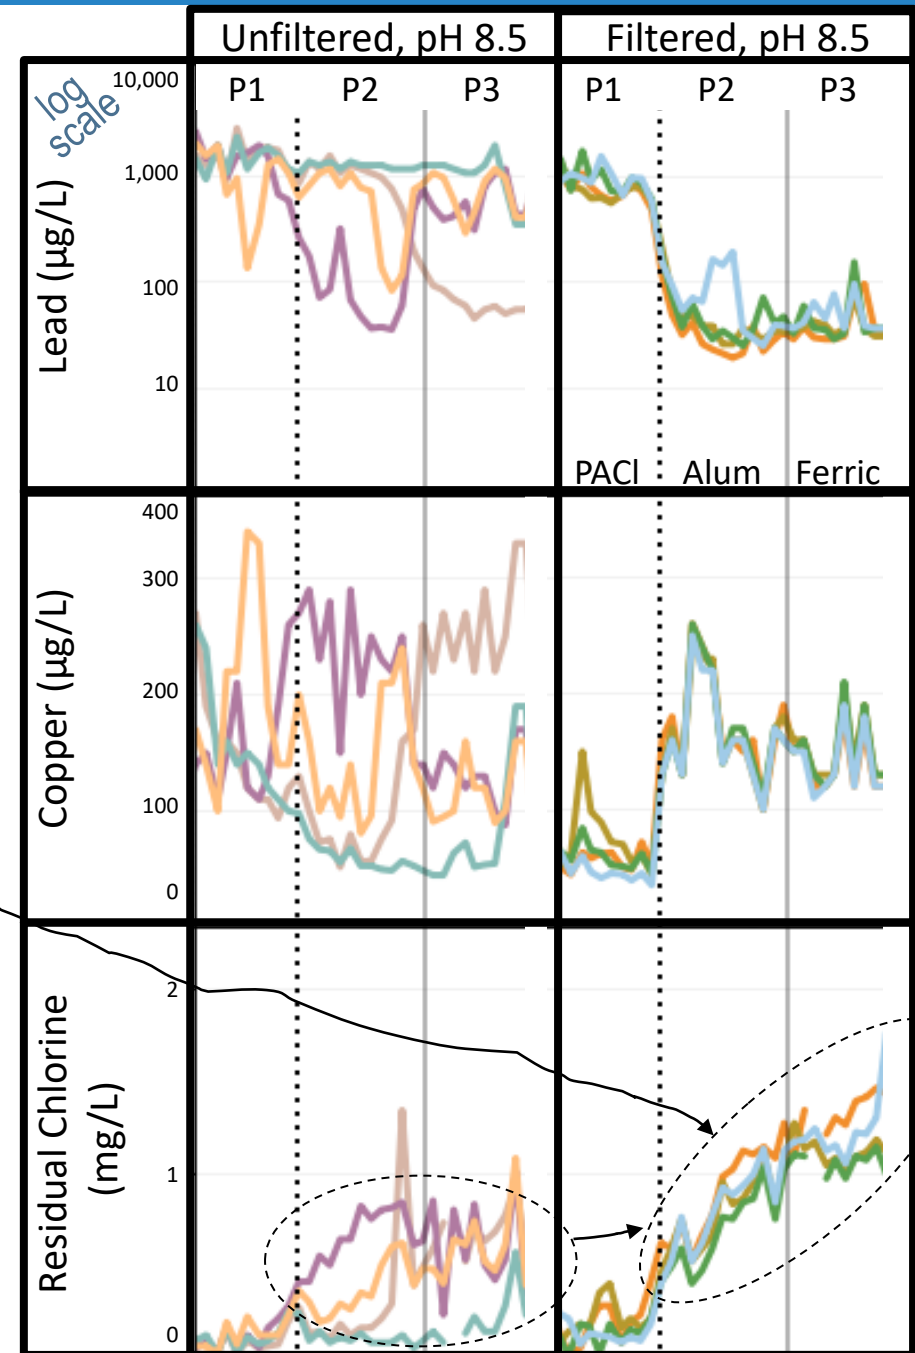 Unfiltered, pH 8.5
Filtered, pH 8.5
log
scale
10,000
P1
P2
P3
P1
P2
P3
1,000
100
10
Lead (µg/L)
PACl
Alum
Ferric
400
300
200
100
0
Copper (µg/L)
2
1
0
Residual Chlorine
(mg/L)